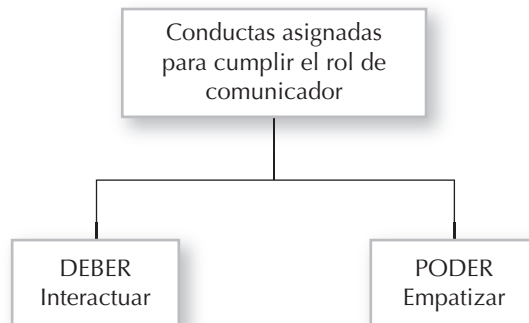 Conductas asignadas
para cumplir el rol de
comunicador
DEBER
Interactuar
PODER
Empatizar